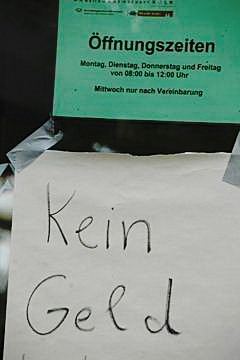 Öffnungszeiten
Montag, Dienstag, Donnerstag und Freitag
von 08:00 bis 12:00 Uhr
Mittwoch nur nach Vereinbarung
Kein
Geld